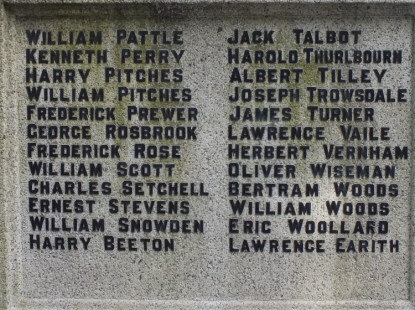 William Pattle
Kenneth Perry
Harry Pitches
William Pitches
Frederick Prewer
George Rosbrook
Frederick Rose
William Scott
Charles Setchell
Ernest Stevens
William Snowden
Harry Beeton
Jack Talbot
Harold Thurlbourn
Albert Tilley
Joseph Trowsdale
James Turner
Lawrence Vaile
Herbert Vernham
Oliver Wiseman
Bertram Woods
William Woods
Eric Woollard
Lawrence Earith